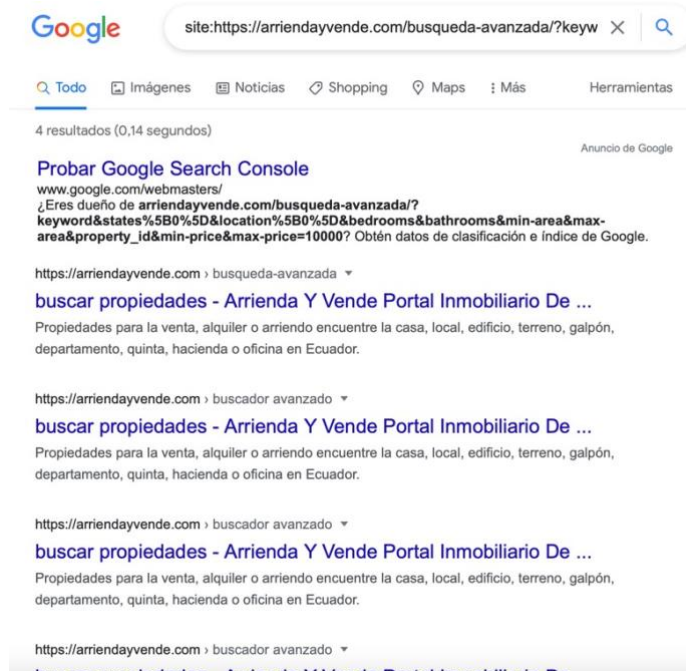 Google
site:https://arriendayvende.com/busqueda-avanzada/?keyw
Todo Imágenes Noticias Shopping Maps Más Herramientas
4 resultados (0,14 segundos)
Anuncio de Google
Probar Google Search Console
www.google.com/webmasters/
¿Eres dueño de arriendayvende.com/busqueda-avanzada/?
keyword&states%5B0%5D&location%5B0%5D&bedrooms&bathrooms&min-area&max-
area&property_id&min-price&max-price=10000? Obtén datos de clasificación e índice de Google.
https://arriendayvende.com › busqueda-avanzada
buscar propiedades - Arrienda Y Vende Portal Inmobiliario De ...
Propiedades para la venta, alquiler o arriendo encuentre la casa, local, edificio, terreno, galpón,
departamento, quinta, hacienda o oficina en Ecuador.
https://arriendayvende.com › buscador avanzado
buscar propiedades - Arrienda Y Vende Portal Inmobiliario De ...
Propiedades para la venta, alquiler o arriendo encuentre la casa, local, edificio, terreno, galpón,
departamento, quinta, hacienda o oficina en Ecuador.
https://arriendayvende.com › buscador avanzado
buscar propiedades - Arrienda Y Vende Portal Inmobiliario De ...
Propiedades para la venta, alquiler o arriendo encuentre la casa, local, edificio, terreno, galpón,
departamento, quinta, hacienda o oficina en Ecuador.
https://arriendayvende.com › buscador avanzado